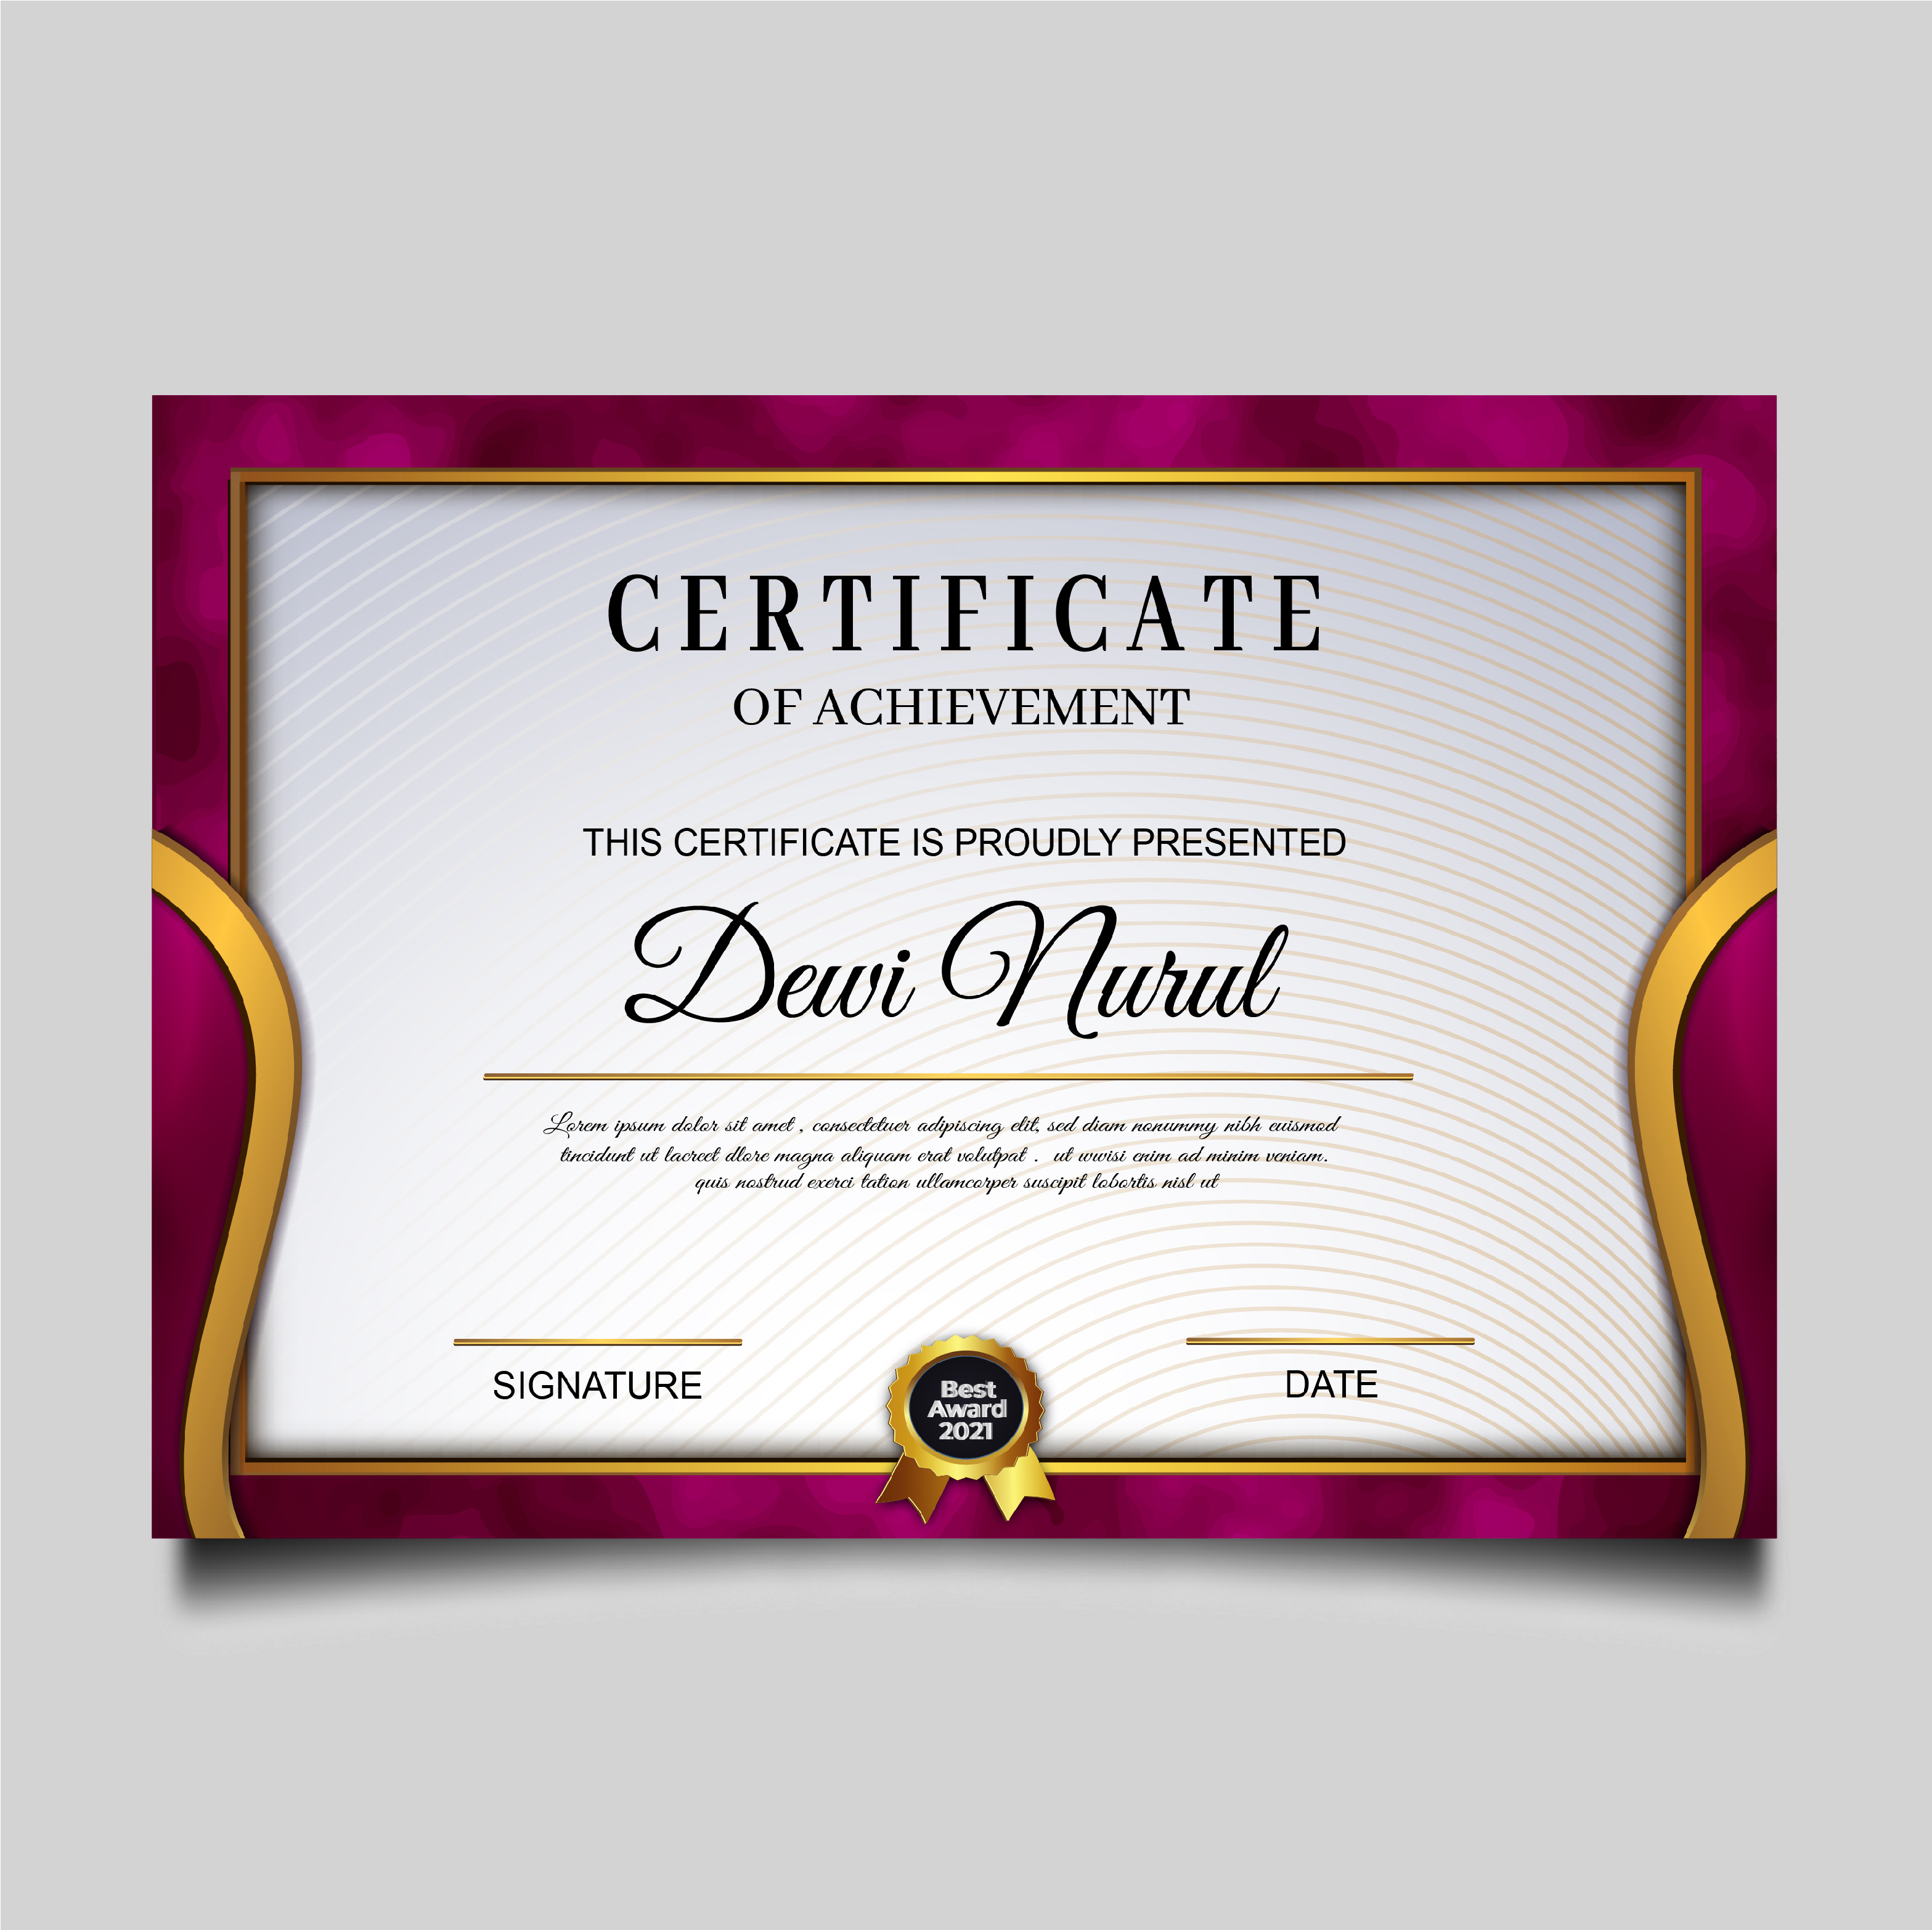 CERTIFICATE
OF ACHIEVEMENT
THIS CERTIFICATE IS PROUDLY PRESENTED
Dewi Nurul
Lorem ipsum dolor sit amet , consectetuer adipiscing elit, sed diam nonummy nibh euismod
tincidunt ut lacreet dlore magna aliquam erat volutpat . ut wwisi enim ad minim veniam.
quis nostrud exerci tation ullamcorper suscipit lobortis nisl ut
SIGNATURE
DATE
Best
Award
2021